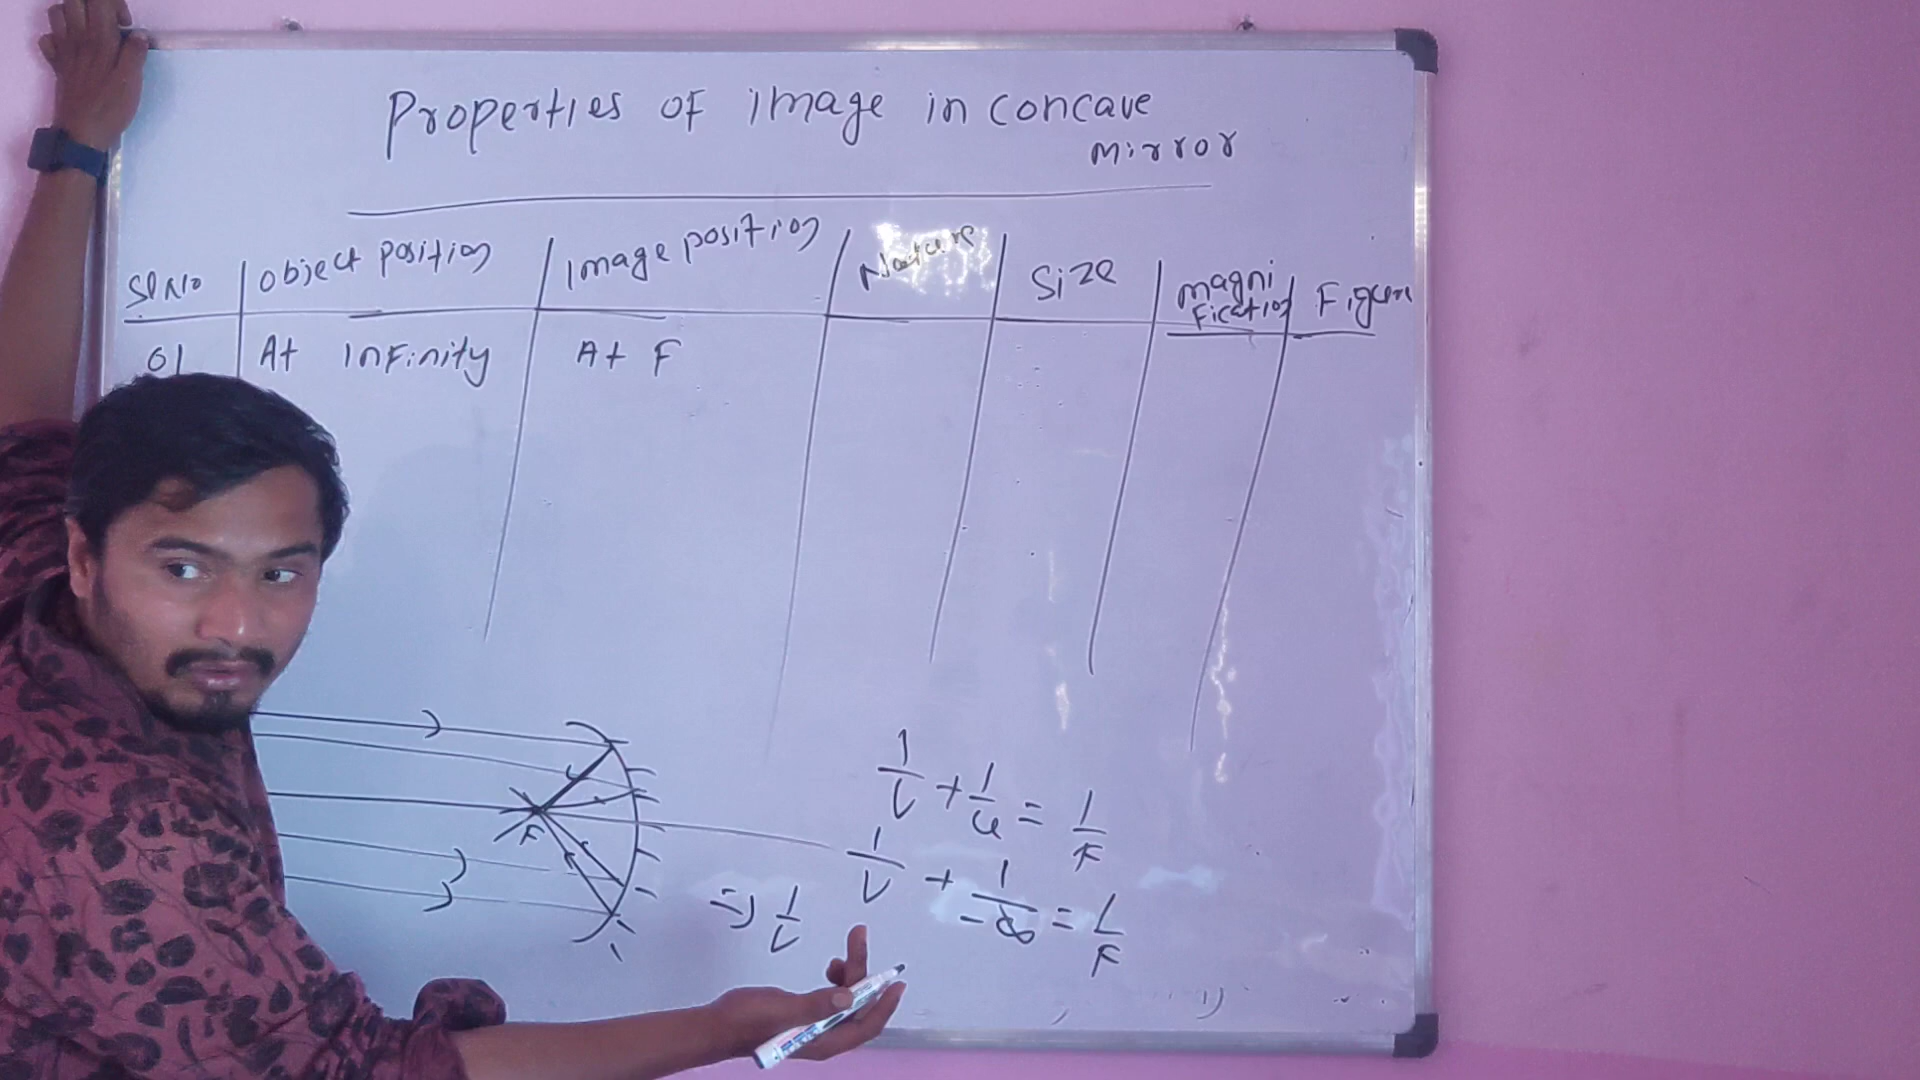 Properties OF image in concave
mirror
Sl No | Object position | Image position | Nature | Size | magni fication | Figure
01 | At Infinity | At F
F
1/v + 1/u = 1/F
1/v + 1/-∞ = 1/F
=> 1/v